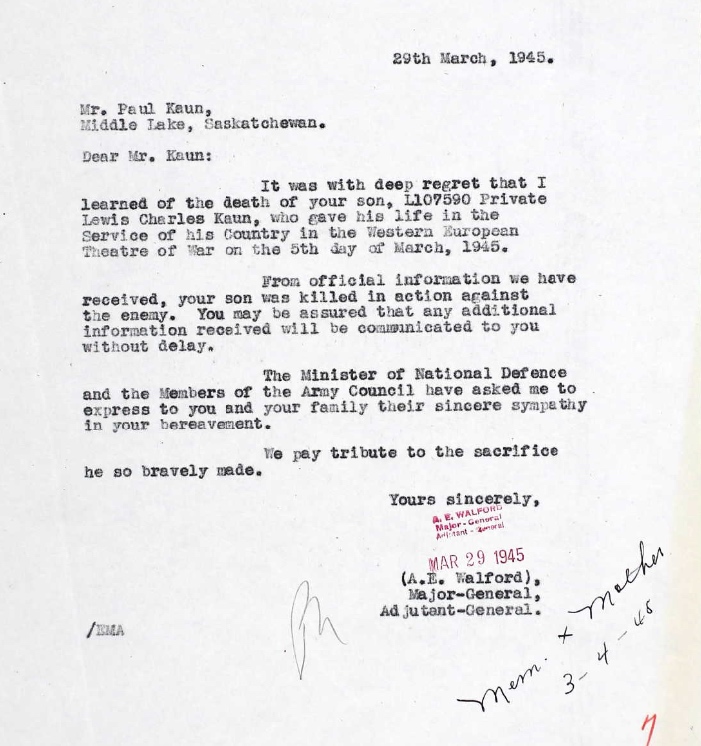 29th March, 1945.
Mr. Paul Kaun,
Middle Lake, Saskatchewan.
Dear Mr. Kaun:
It was with deep regret that I
learned of the death of your son, L107590 Private
Lewis Charles Kaun, who gave his life in the
Service of his Country in the Western European
Theatre of War on the 5th day of March, 1945.
From official information we have
received, your son was killed in action against
the enemy.  You may be assured that any additional
information received will be communicated to you
without delay.
The Minister of National Defence
and the Members of the Army Council have asked me to
express to you and your family their sincere sympathy
in your bereavement.
We pay tribute to the sacrifice
he so bravely made.
Yours sincerely,
A. E. WALFORD
Major - General
Adjutant - General
MAR 29 1945
(A.E. Walford),
Major-General,
Adjutant-General.
/EMA
Mem. x Mother
3-4-45
7